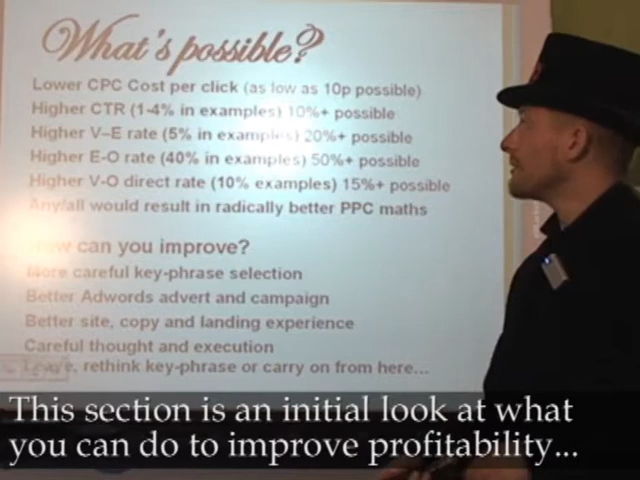 What's possible?
Lower CPC Cost per click (as low as 10p possible)
Higher CTR (1-4% in examples) 10%+ possible
Higher V–E rate (5% in examples) 20%+ possible
Higher E-O rate (40% in examples) 50%+ possible
Higher V-O direct rate (10% examples) 15%+ possible
Any/all would result in radically better PPC maths
How can you improve?
More careful key-phrase selection
Better Adwords advert and campaign
Better site, copy and landing experience
Careful thought and execution
Leave, rethink key-phrase or carry on from here...
This section is an initial look at what
you can do to improve profitability...